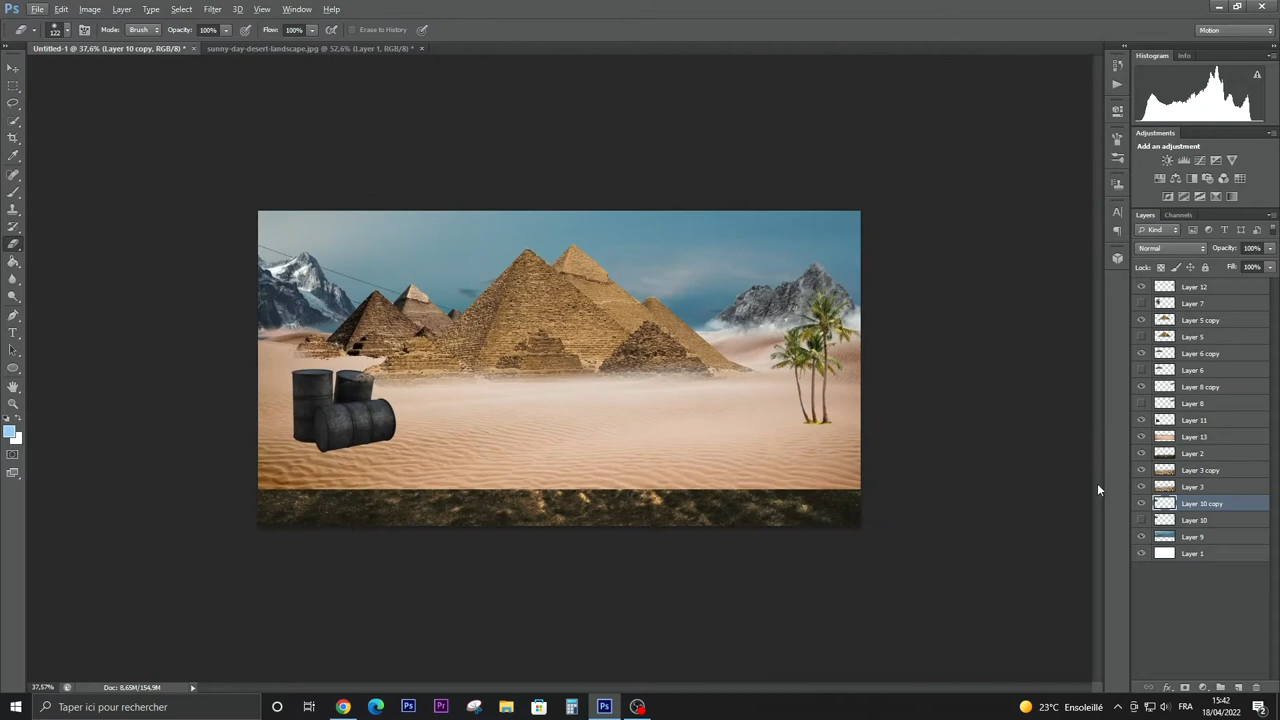 Ps File Edit Image Layer Type Select Filter 3D View Window Help
122 Mode: Brush Opacity: 100% Flow: 100% Erase to History Motion
Untitled-1 @ 37,6% (Layer 10 copy, RGB/8) * × sunny-day-desert-landscape.jpg @ 52,6% (Layer 1, RGB/8) * ×
Histogram Info
Adjustments
Add an adjustment
Layers Channels
Kind
Normal Opacity: 100%
Lock: Fill: 100%
Layer 12
Layer 7
Layer 5 copy
Layer 5
Layer 6 copy
Layer 6
Layer 8 copy
Layer 8
Layer 11
Layer 13
Layer 2
Layer 3 copy
Layer 3
Layer 10 copy
Layer 10
Layer 9
Layer 1
37,57% Doc: 8,65M/154,9M
Taper ici pour rechercher
23°C Ensoleillé FRA 15:42
18/04/2022